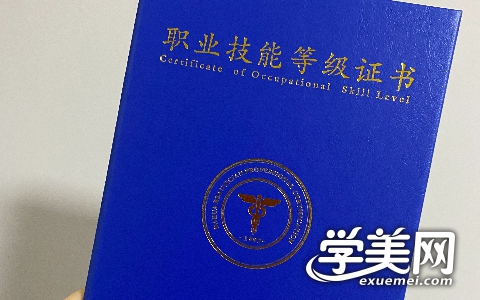 职业技能等级证书
Certificate of Occupational Skill Level
学美网
exuemei.com